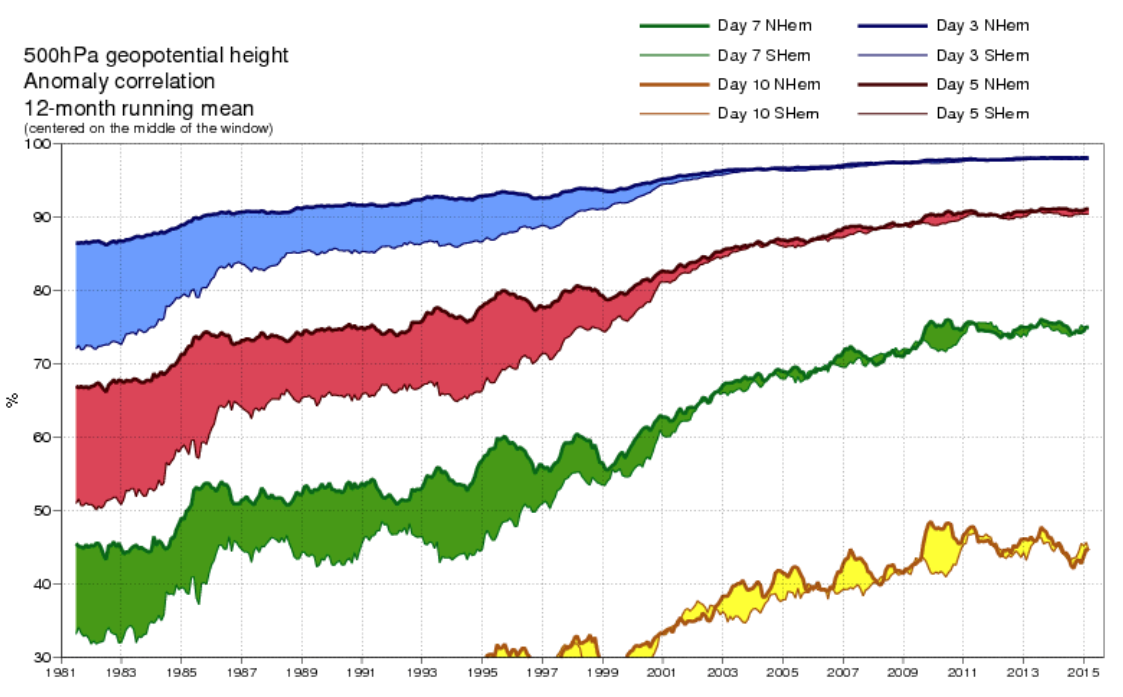 Day 7 NHem
Day 3 NHem
Day 7 SHem
Day 3 SHem
Day 10 NHem
Day 5 NHem
Day 10 SHem
Day 5 SHem
500hPa geopotential height
Anomaly correlation
12-month running mean
(centered on the middle of the window)
100
90
80
70
60
50
40
30
%
1981 1983 1985 1987 1989 1991 1993 1995 1997 1999 2001 2003 2005 2007 2009 2011 2013 2015